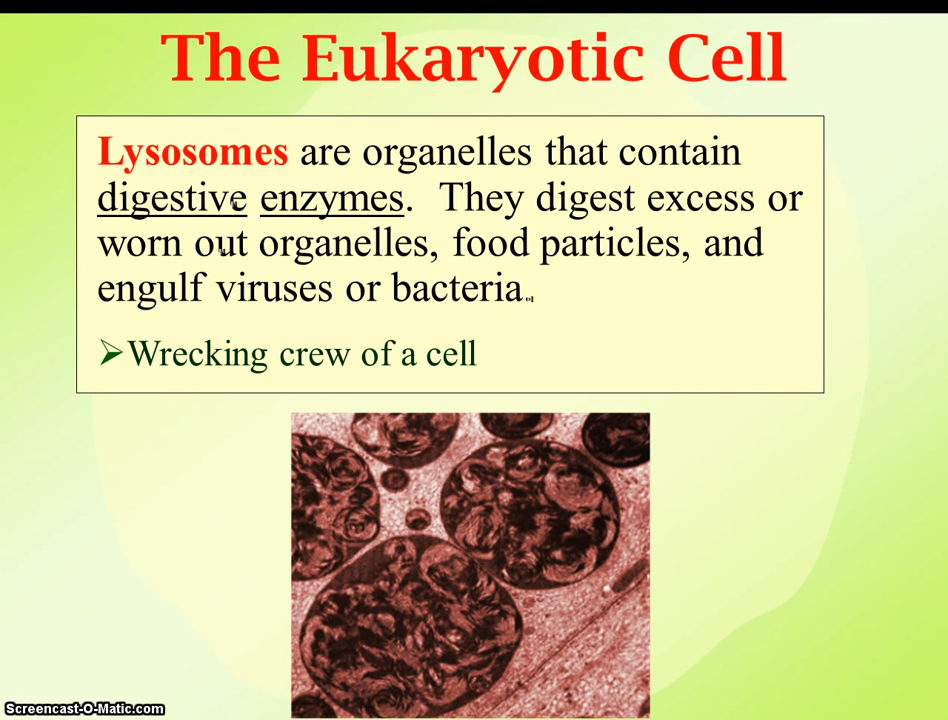 The Eukaryotic Cell
Lysosomes are organelles that contain
digestive enzymes. They digest excess or
worn out organelles, food particles, and
engulf viruses or bacteria.
➢Wrecking crew of a cell
Screencast-O-Matic.com